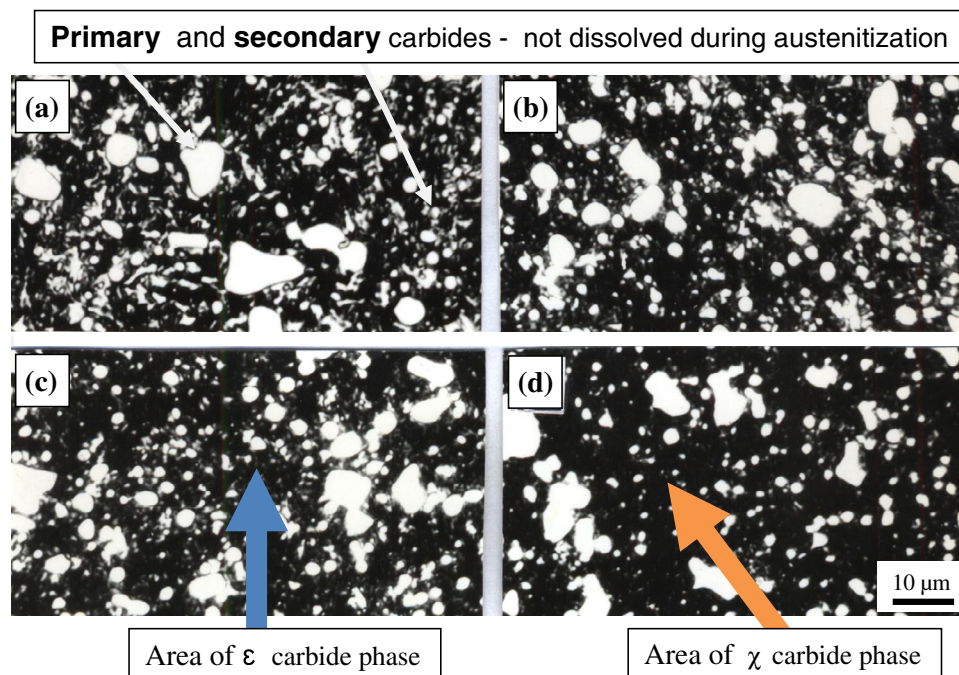 Primary and secondary carbides - not dissolved during austenitization
(a)
(b)
(c)
(d)
10 µm
Area of ε carbide phase
Area of χ carbide phase